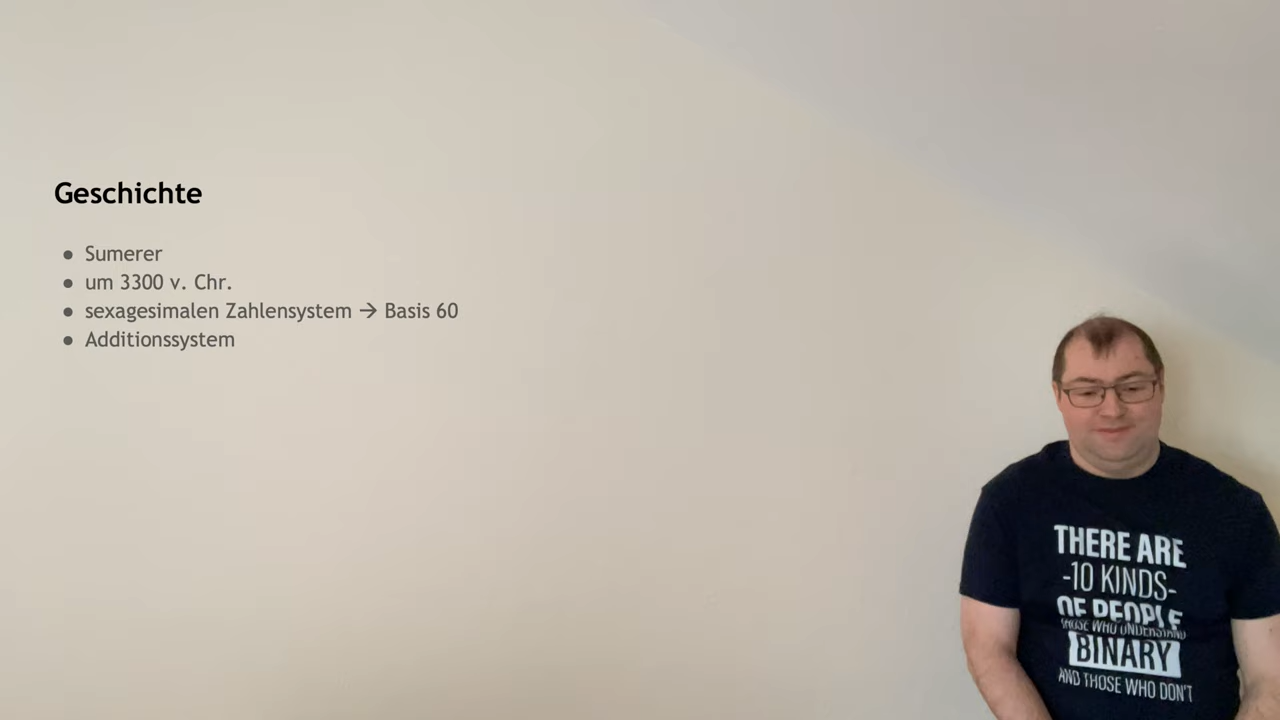 Geschichte
● Sumerer
● um 3300 v. Chr.
● sexagesimalen Zahlensystem → Basis 60
● Additionssystem
THERE ARE
-10 KINDS-
OF PEOPLE
THOSE WHO UNDERSTAND
BINARY
AND THOSE WHO DON'T